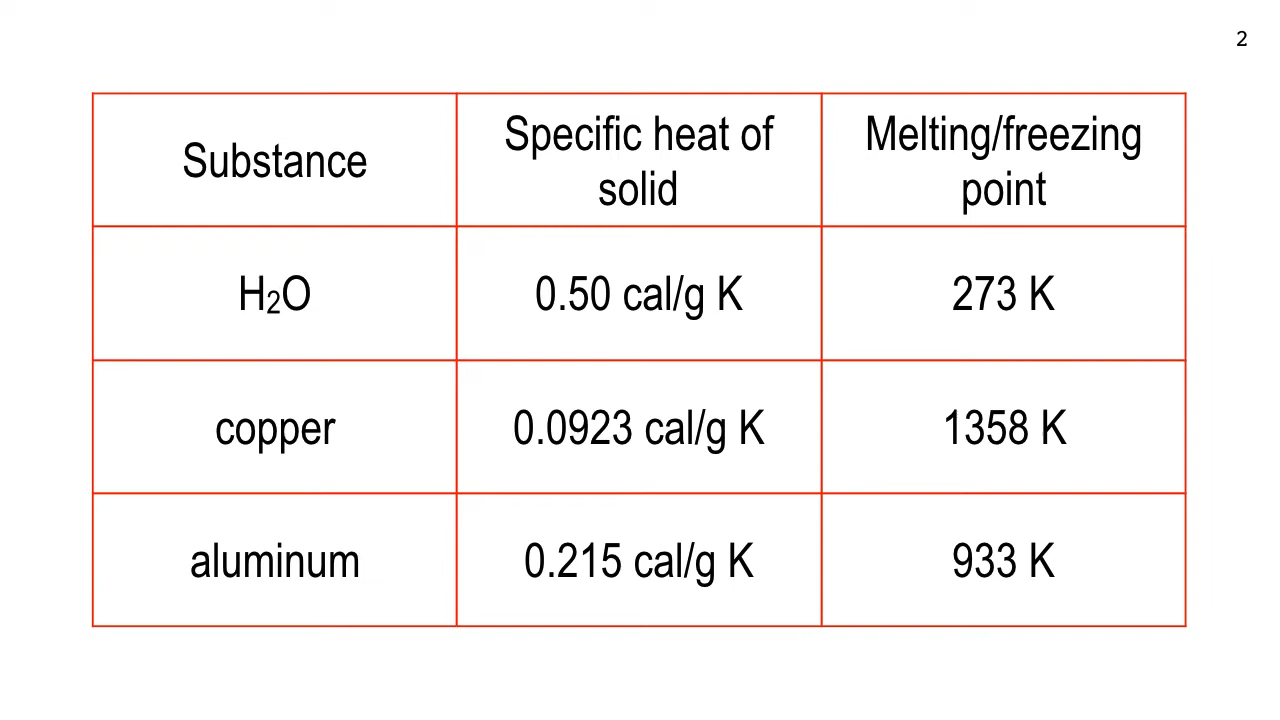 2
Substance
Specific heat of
solid
Melting/freezing
point
H₂O
0.50 cal/g K
273 K
copper
0.0923 cal/g K
1358 K
aluminum
0.215 cal/g K
933 K